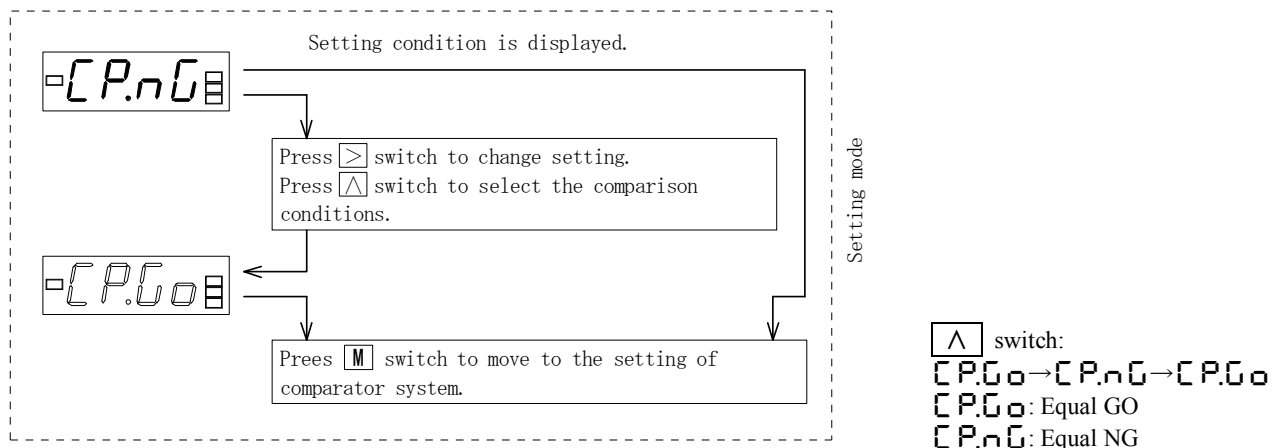 Setting condition is displayed.
CP.nG
Press > switch to change setting.
Press ∧ switch to select the comparison
conditions.
Setting mode
CP.Go
Prees M switch to move to the setting of
comparator system.
∧ switch:
CP.Go→CP.nG→CP.Go
CP.Go: Equal GO
CP.nG: Equal NG